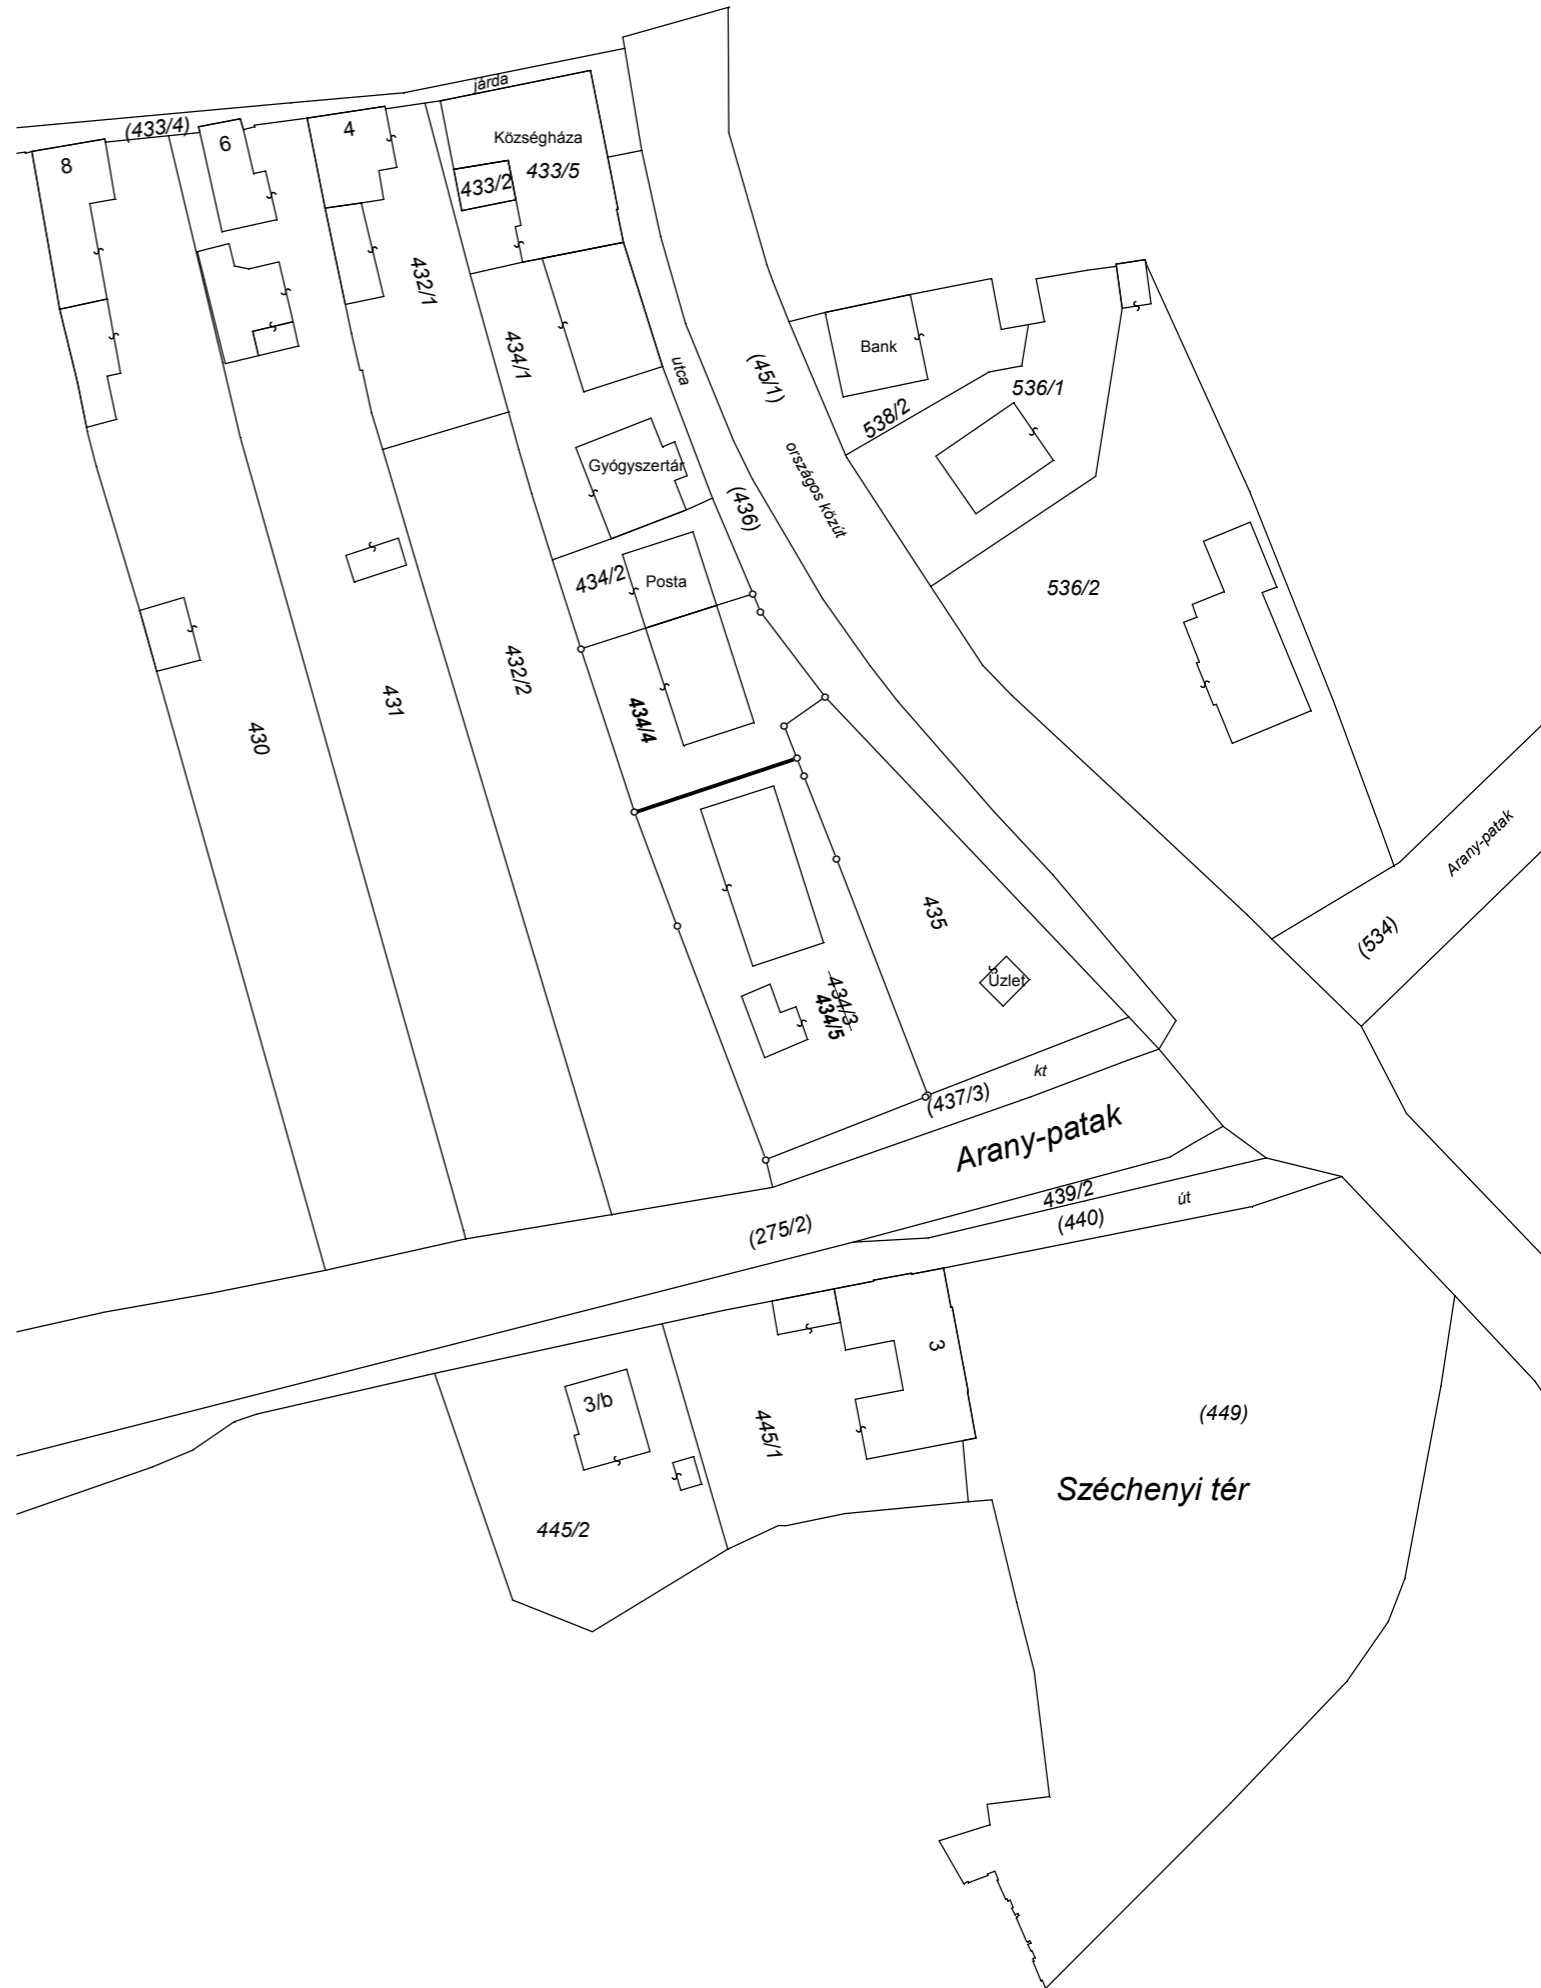 járda
(433/4)
8
6
4
Községháza
433/5
433/2
432/1
434/1
utca
(45/1)
országos közút
Bank
538/2
536/1
Gyógyszertár
(436)
434/2
Posta
536/2
432/2
431
430
434/4
Arany-patak
(534)
435
Üzlet
434/3
434/5
kt
(437/3)
Arany-patak
439/2
út
(440)
(275/2)
3
3/b
445/1
(449)
Széchenyi tér
445/2